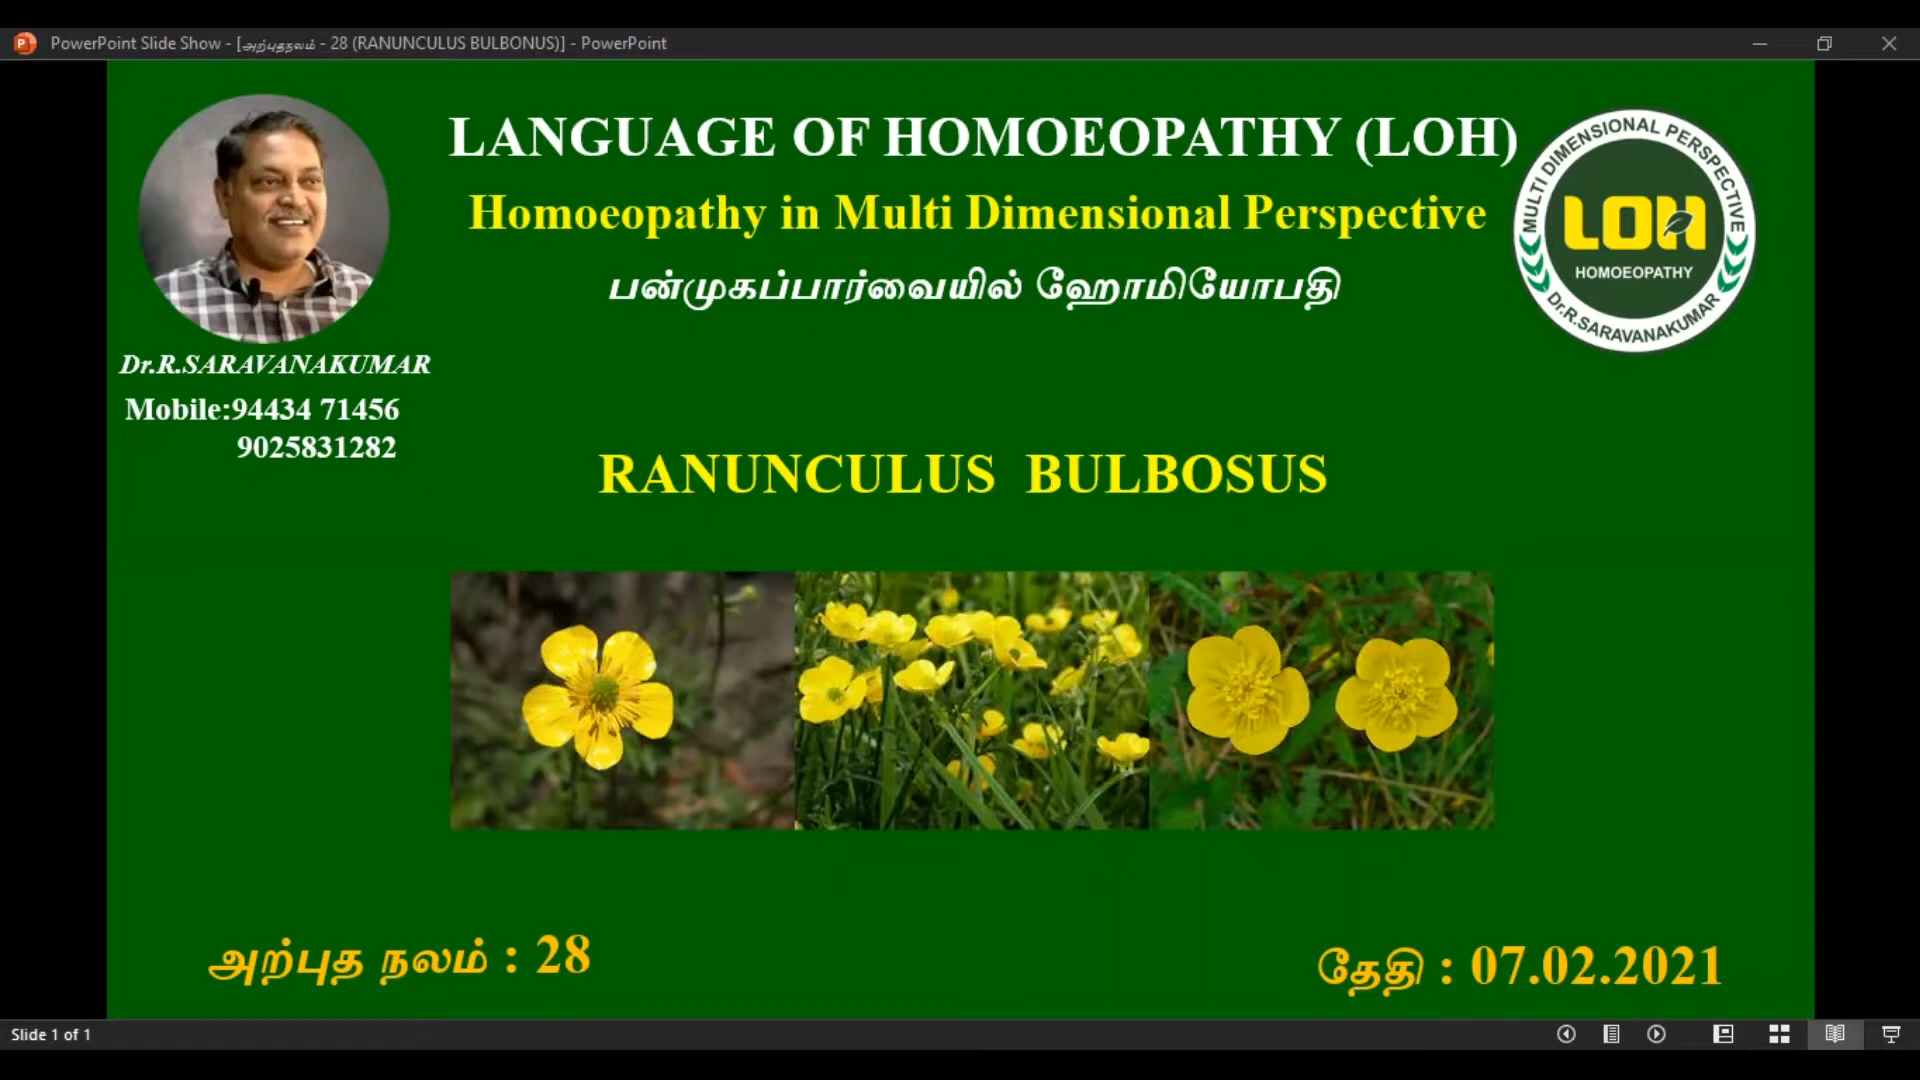 PowerPoint Slide Show - [அற்புதநலம் - 28 (RANUNCULUS BULBONUS)] - PowerPoint
LANGUAGE OF HOMOEOPATHY (LOH)
Homoeopathy in Multi Dimensional Perspective
பன்முகப்பார்வையில் ஹோமியோபதி
MULTI DIMENSIONAL PERSPECTIVE
LOH
HOMOEOPATHY
Dr.R.SARAVANAKUMAR
Dr.R.SARAVANAKUMAR
Mobile:94434 71456
9025831282
RANUNCULUS BULBOSUS
அற்புத நலம் : 28
தேதி : 07.02.2021
Slide 1 of 1